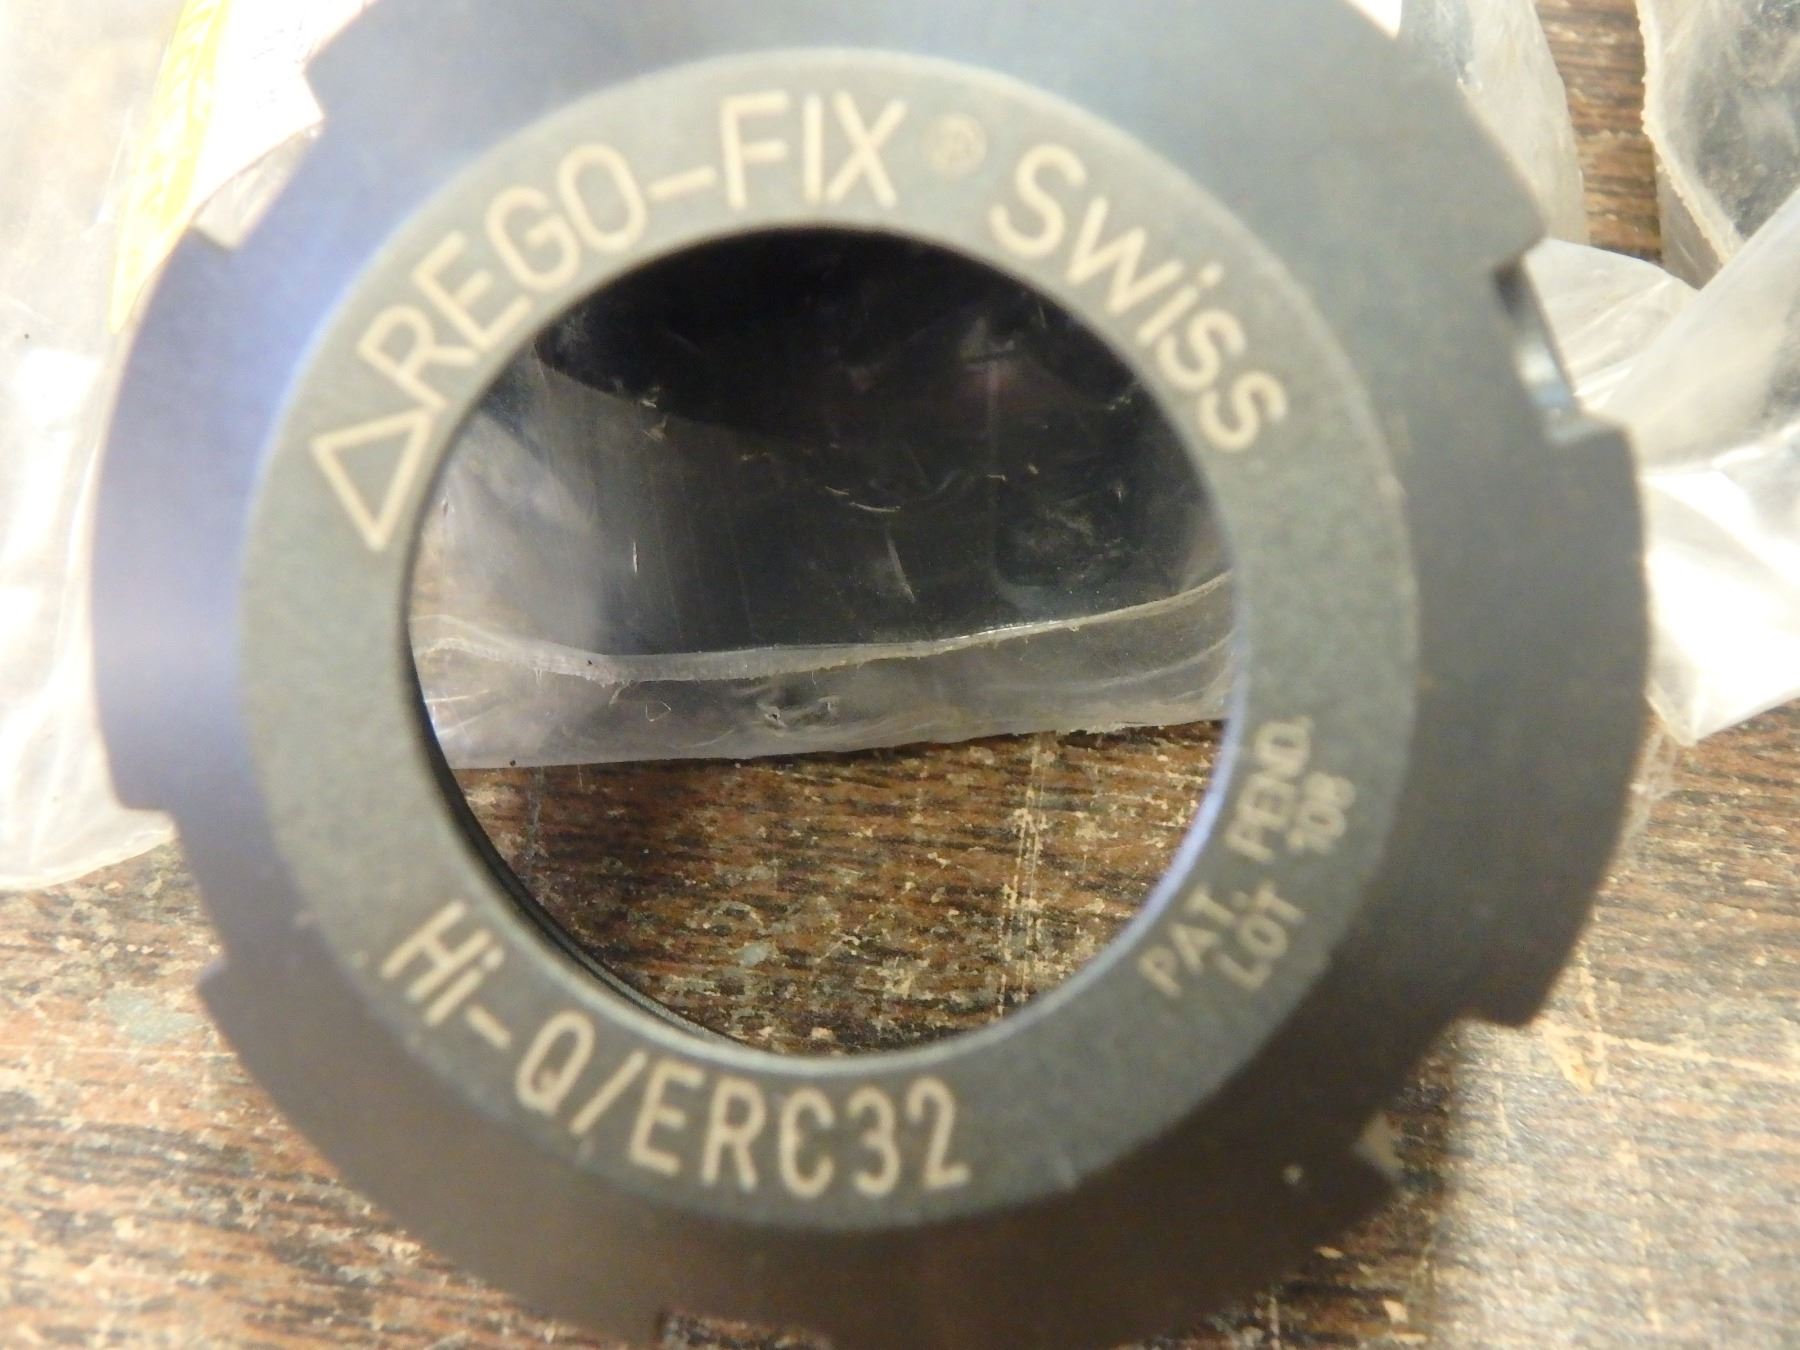 REGO-FIX® Swiss
PAT. PEND.
LOT 108
Hi-Q/ERC32